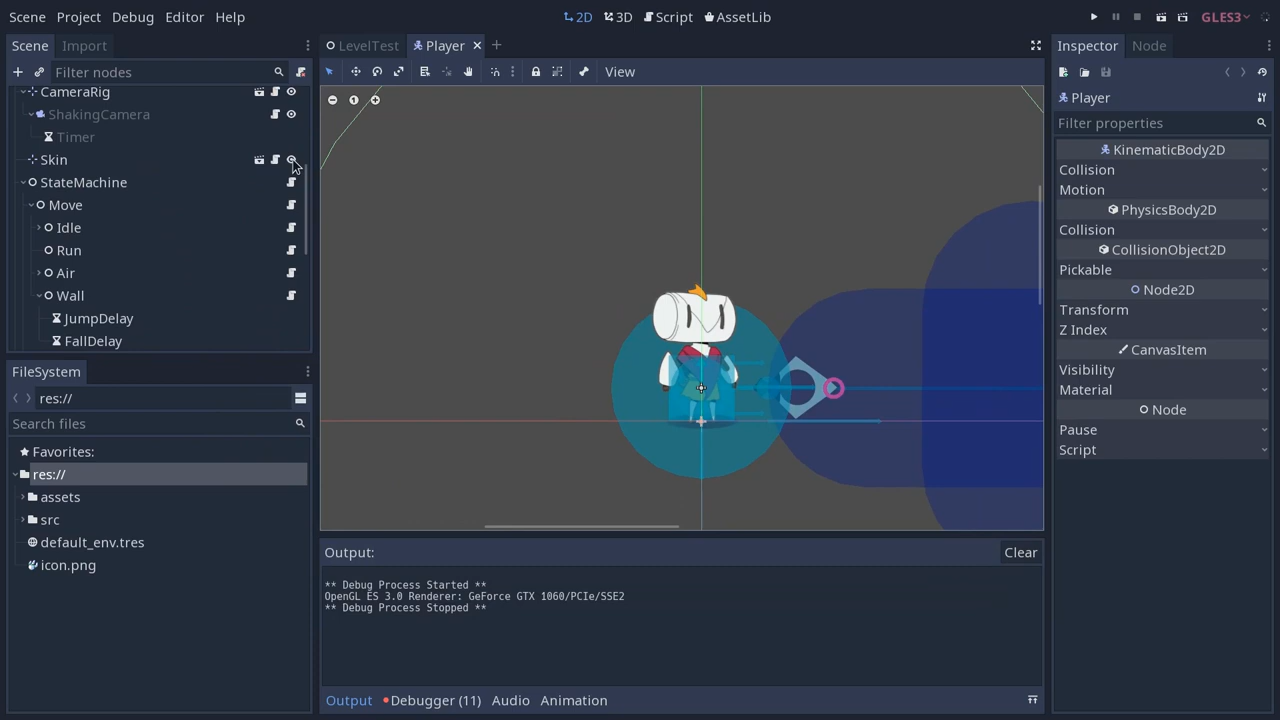 Scene Project Debug Editor Help
2D 3D Script AssetLib
GLES3
Scene Import
LevelTest Player
Inspector Node
Filter nodes
View
Player
CameraRig
ShakingCamera
Timer
Skin
StateMachine
Move
Idle
Run
Air
Wall
JumpDelay
FallDelay
1
Filter properties
KinematicBody2D
Collision
Motion
PhysicsBody2D
Collision
CollisionObject2D
Pickable
Node2D
Transform
Z Index
CanvasItem
Visibility
Material
Node
Pause
Script
FileSystem
res://
Search files
Favorites:
res://
assets
src
default_env.tres
icon.png
Output:
Clear
** Debug Process Started **
OpenGL ES 3.0 Renderer: GeForce GTX 1060/PCIe/SSE2
** Debug Process Stopped **
Output Debugger (11) Audio Animation